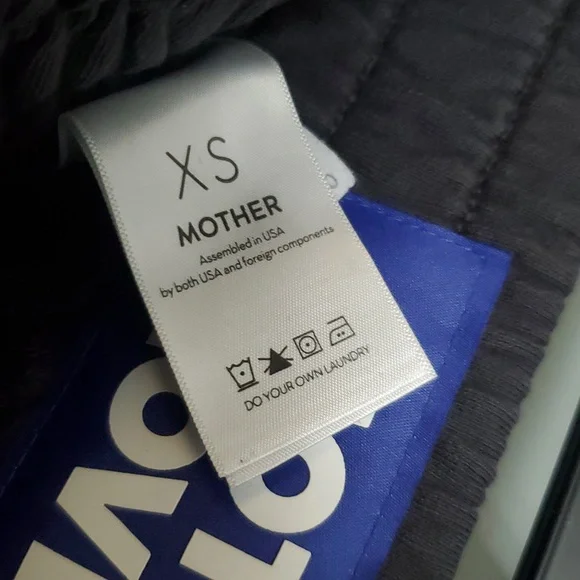 XS
MOTHER
Assembled in USA
by both USA and foreign components
DO YOUR OWN LAUNDRY